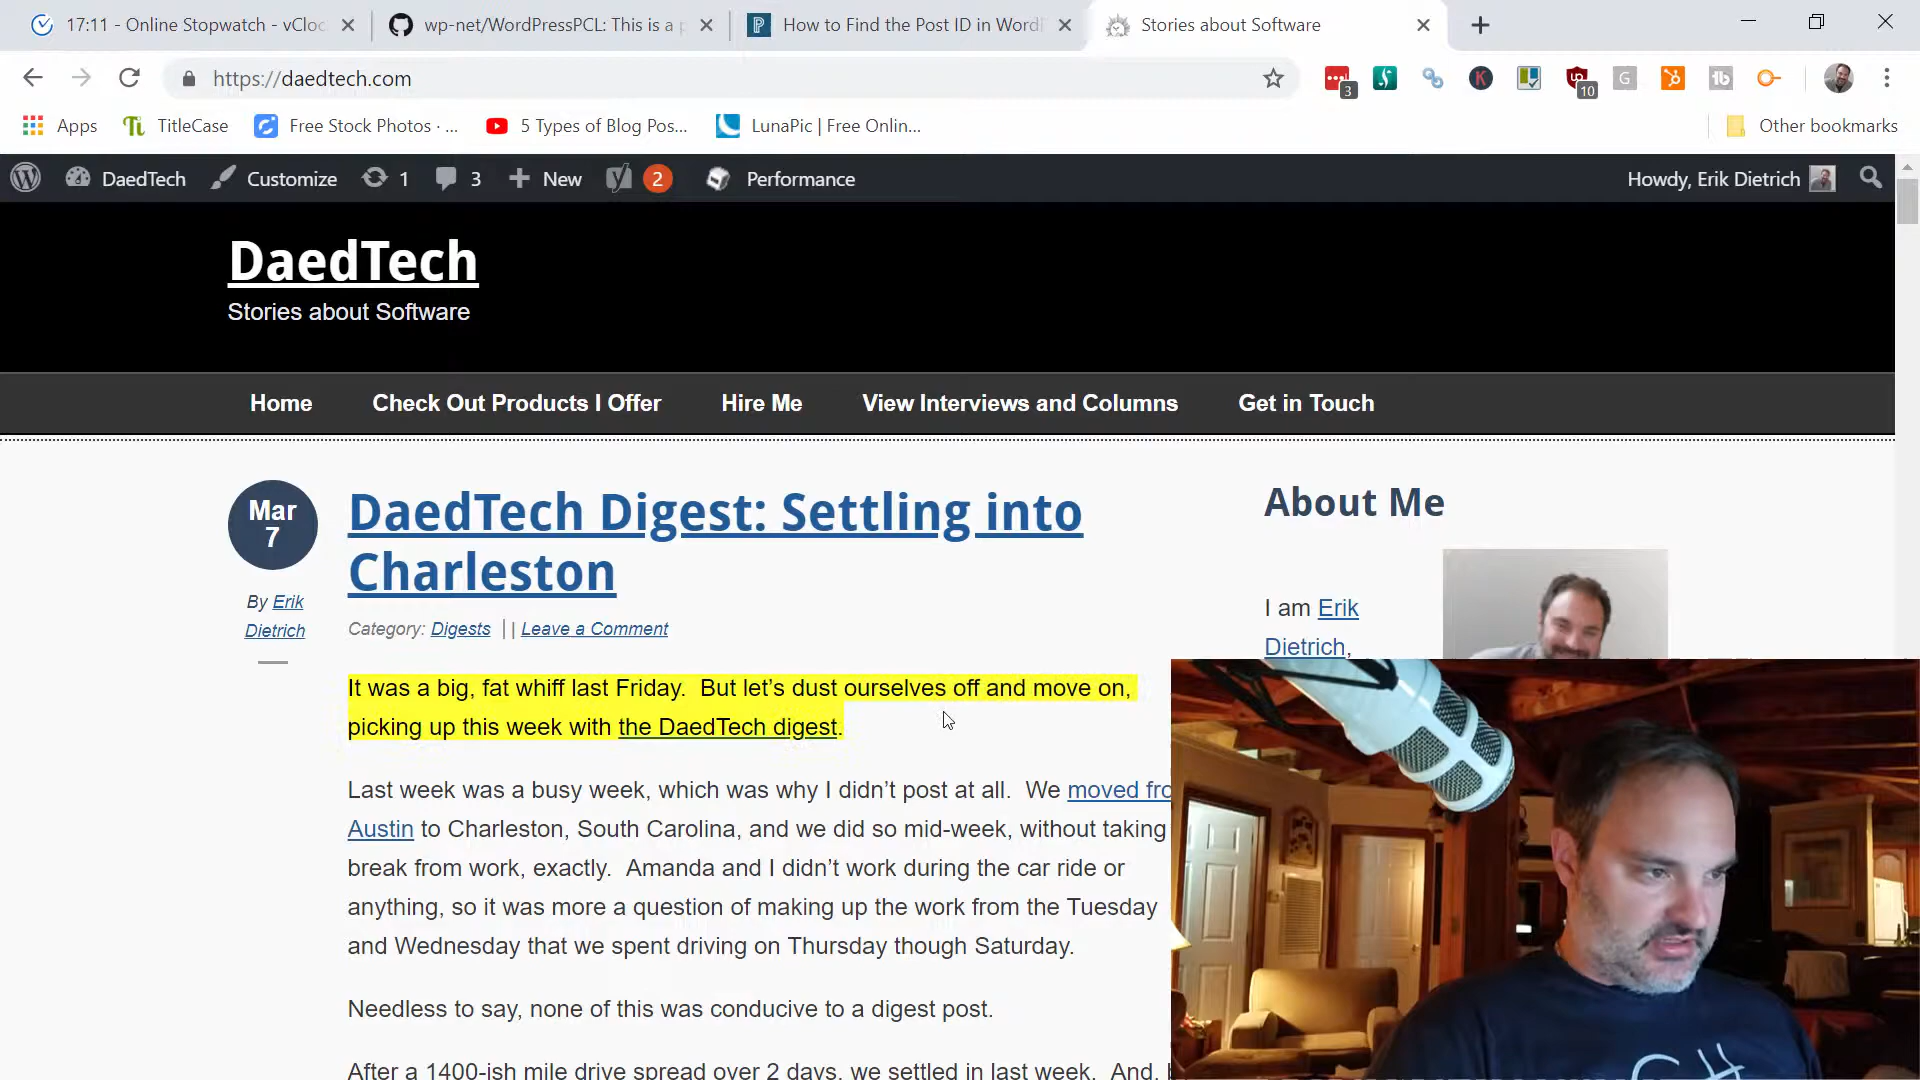 17:11 - Online Stopwatch - vCloc
wp-net/WordPressPCL: This is a p
How to Find the Post ID in WordP
Stories about Software
https://daedtech.com
3
10
Apps
TitleCase
Free Stock Photos · ...
5 Types of Blog Pos...
LunaPic | Free Onlin...
Other bookmarks
DaedTech
Customize
1
3
New
2
Performance
Howdy, Erik Dietrich
DaedTech
Stories about Software
Home
Check Out Products I Offer
Hire Me
View Interviews and Columns
Get in Touch
Mar
7
By Erik
Dietrich
DaedTech Digest: Settling into
Charleston
Category: Digests | | Leave a Comment
It was a big, fat whiff last Friday.  But let's dust ourselves off and move on,
picking up this week with the DaedTech digest.
Last week was a busy week, which was why I didn't post at all.  We moved fro
Austin to Charleston, South Carolina, and we did so mid-week, without taking
break from work, exactly.  Amanda and I didn't work during the car ride or
anything, so it was more a question of making up the work from the Tuesday
and Wednesday that we spent driving on Thursday though Saturday.
Needless to say, none of this was conducive to a digest post.
After a 1400-ish mile drive spread over 2 days, we settled in last week.  And,
About Me
I am Erik
Dietrich,